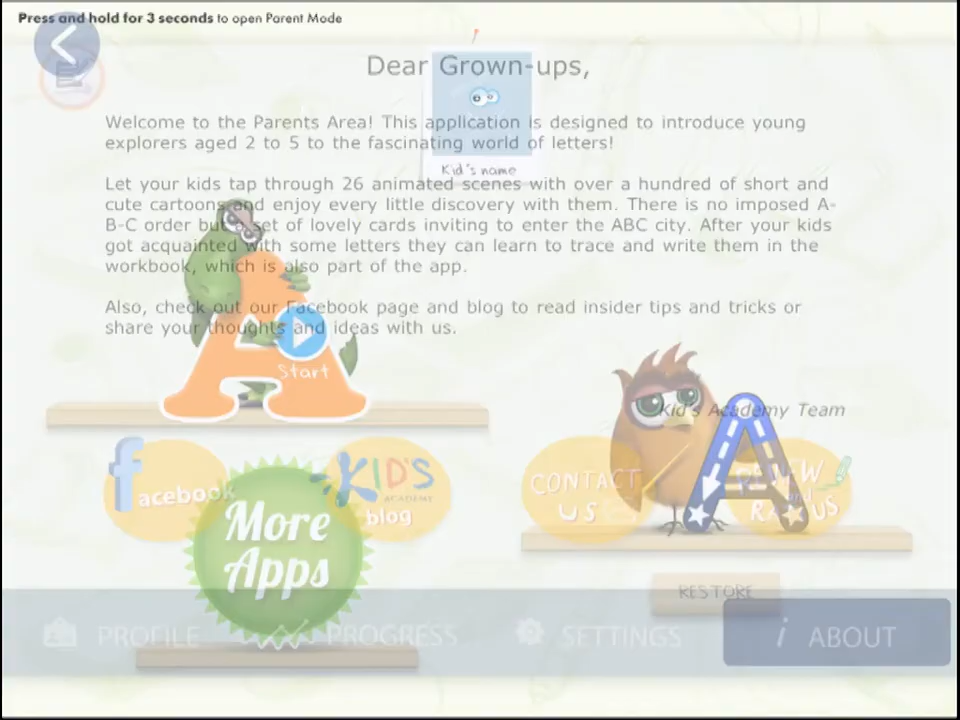 Press and hold for 3 seconds to open Parent Mode
Dear Grown-ups,
Kid's name
Welcome to the Parents Area! This application is designed to introduce young
explorers aged 2 to 5 to the fascinating world of letters!
Let your kids tap through 26 animated scenes with over a hundred of short and
cute cartoons and enjoy every little discovery with them. There is no imposed A-
B-C order but set of lovely cards inviting to enter the ABC city. After your kids
got acquainted with some letters they can learn to trace and write them in the
workbook, which is also part of the app.
Also, check out our Facebook page and blog to read insider tips and tricks or
share your thoughts and ideas with us.
Start
Kid's Academy Team
A
A
facebook
KID'S
ACADEMY
blog
CONTACT
US
More
Apps
RESTORE
PROFILE
PROGRESS
SETTINGS
i ABOUT